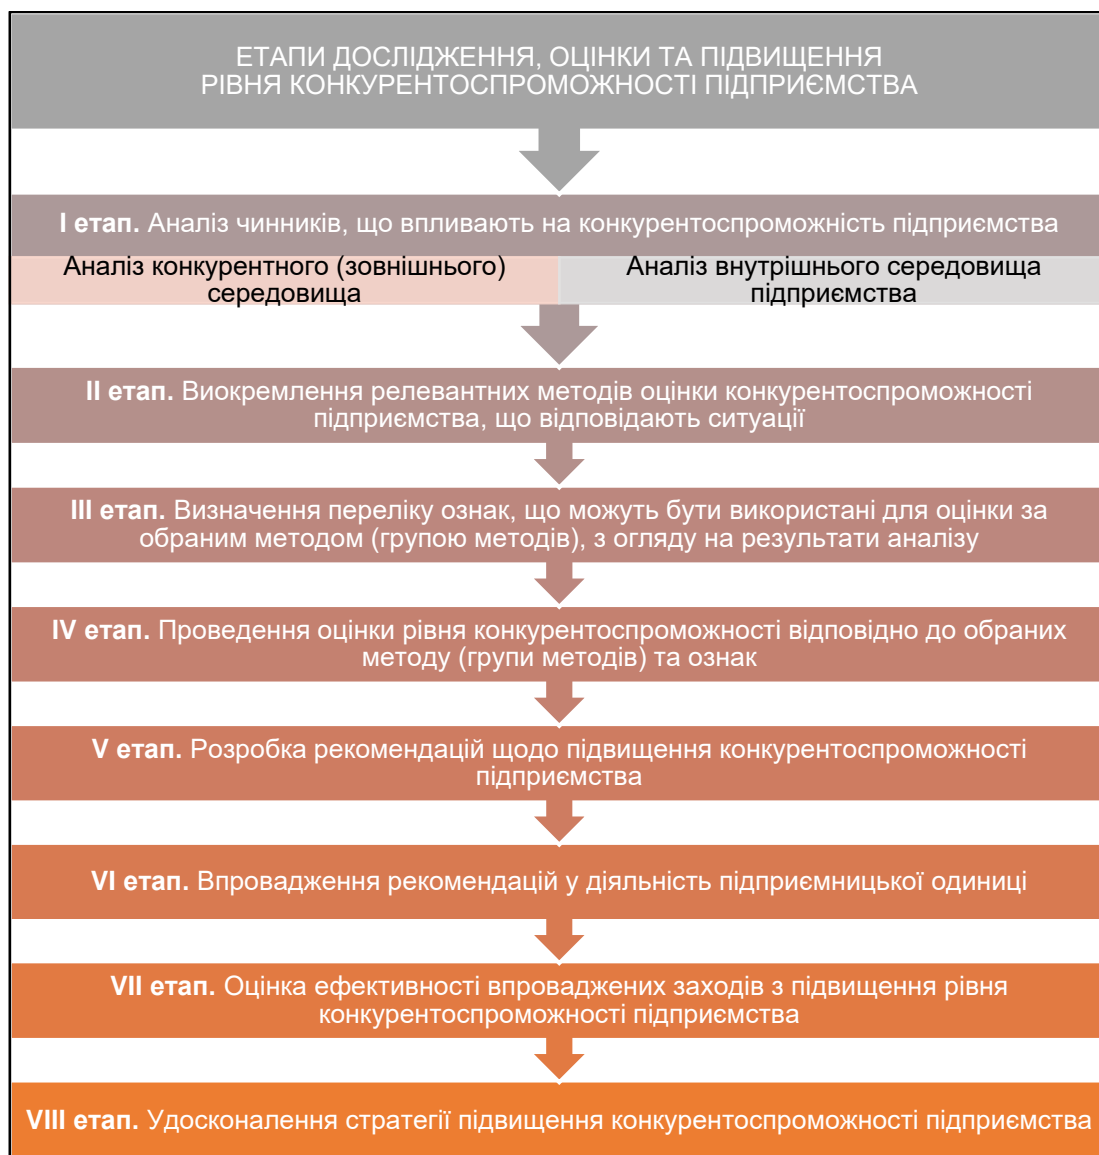 ЕТАПИ ДОСЛІДЖЕННЯ, ОЦІНКИ ТА ПІДВИЩЕННЯ
РІВНЯ КОНКУРЕНТОСПРОМОЖНОСТІ ПІДПРИЄМСТВА
I етап. Аналіз чинників, що впливають на конкурентоспроможність підприємства
Аналіз конкурентного (зовнішнього)
середовища
Аналіз внутрішнього середовища
підприємства
II етап. Виокремлення релевантних методів оцінки конкурентоспроможності
підприємства, що відповідають ситуації
III етап. Визначення переліку ознак, що можуть бути використані для оцінки за
обраним методом (групою методів), з огляду на результати аналізу
IV етап. Проведення оцінки рівня конкурентоспроможності відповідно до обраних
методу (групи методів) та ознак
V етап. Розробка рекомендацій щодо підвищення конкурентоспроможності
підприємства
VI етап. Впровадження рекомендацій у діяльність підприємницької одиниці
VII етап. Оцінка ефективності впроваджених заходів з підвищення рівня
конкурентоспроможності підприємства
VIII етап. Удосконалення стратегії підвищення конкурентоспроможності підприємства